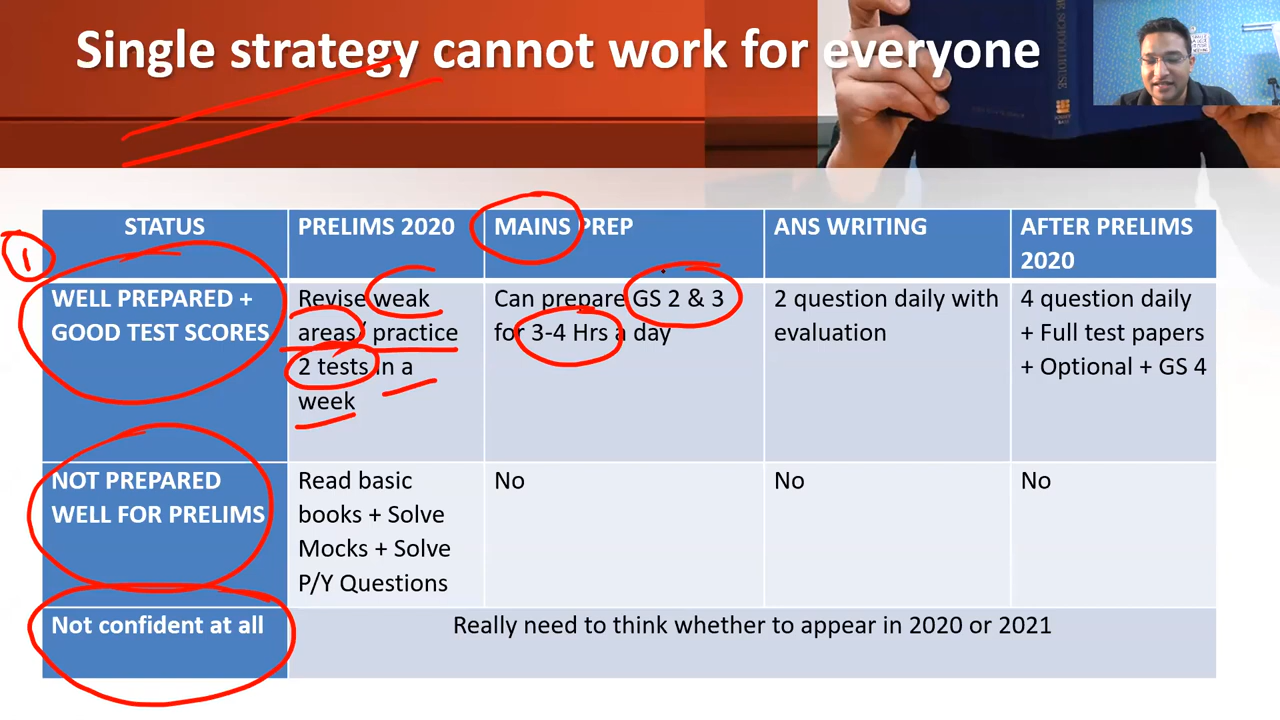 Single strategy cannot work for everyone
1
STATUS
PRELIMS 2020
MAINS PREP
ANS WRITING
AFTER PRELIMS
2020
WELL PREPARED +
GOOD TEST SCORES
Revise weak
areas/ practice
2 tests in a
week
Can prepare GS 2 & 3
for 3-4 Hrs a day
2 question daily with
evaluation
4 question daily
+ Full test papers
+ Optional + GS 4
NOT PREPARED
WELL FOR PRELIMS
Read basic
books + Solve
Mocks + Solve
P/Y Questions
No
No
No
Not confident at all
Really need to think whether to appear in 2020 or 2021